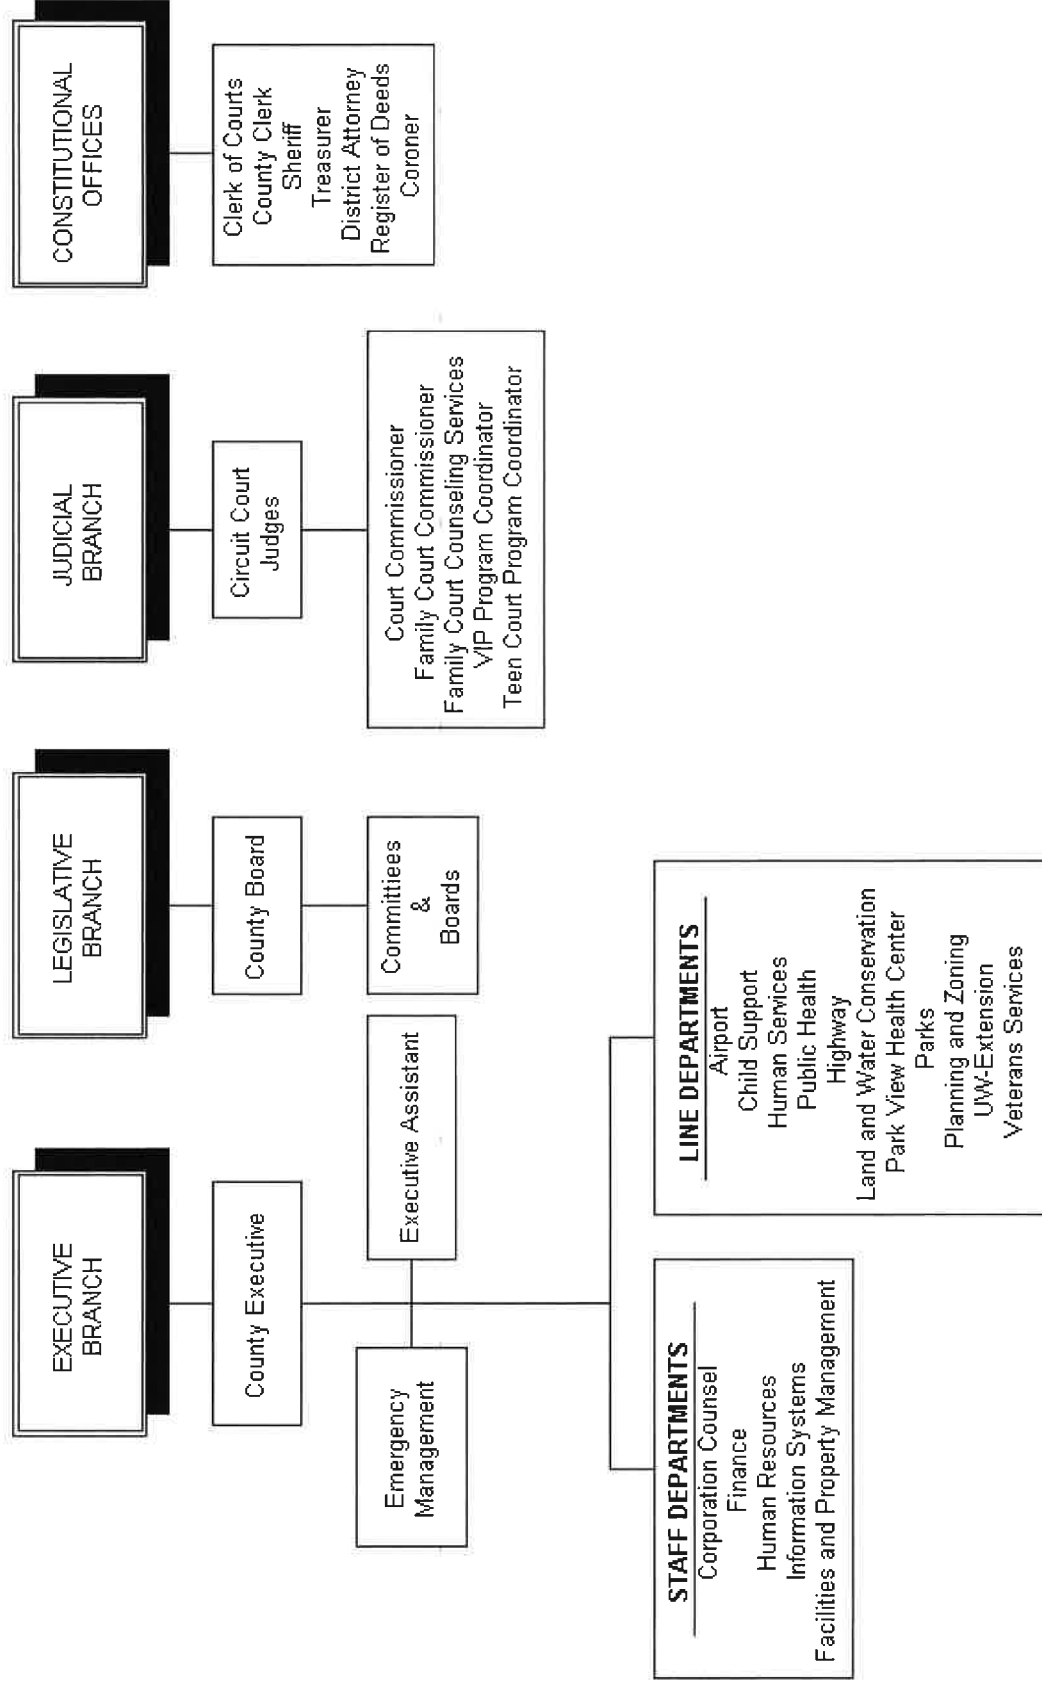 EXECUTIVE
BRANCH
County Executive
Emergency
Management
Executive Assistant
STAFF DEPARTMENTS
Corporation Counsel
Finance
Human Resources
Information Systems
Facilities and Property Management
LINE DEPARTMENTS
Airport
Child Support
Human Services
Public Health
Highway
Land and Water Conservation
Park View Health Center
Parks
Planning and Zoning
UW-Extension
Veterans Services
LEGISLATIVE
BRANCH
County Board
Committiees
&
Boards
JUDICIAL
BRANCH
Circuit Court
Judges
Court Commissioner
Family Court Commissioner
Family Court Counseling Services
VIP Program Coordinator
Teen Court Program Coordinator
CONSTITUTIONAL
OFFICES
Clerk of Courts
County Clerk
Sheriff
Treasurer
District Attorney
Register of Deeds
Coroner